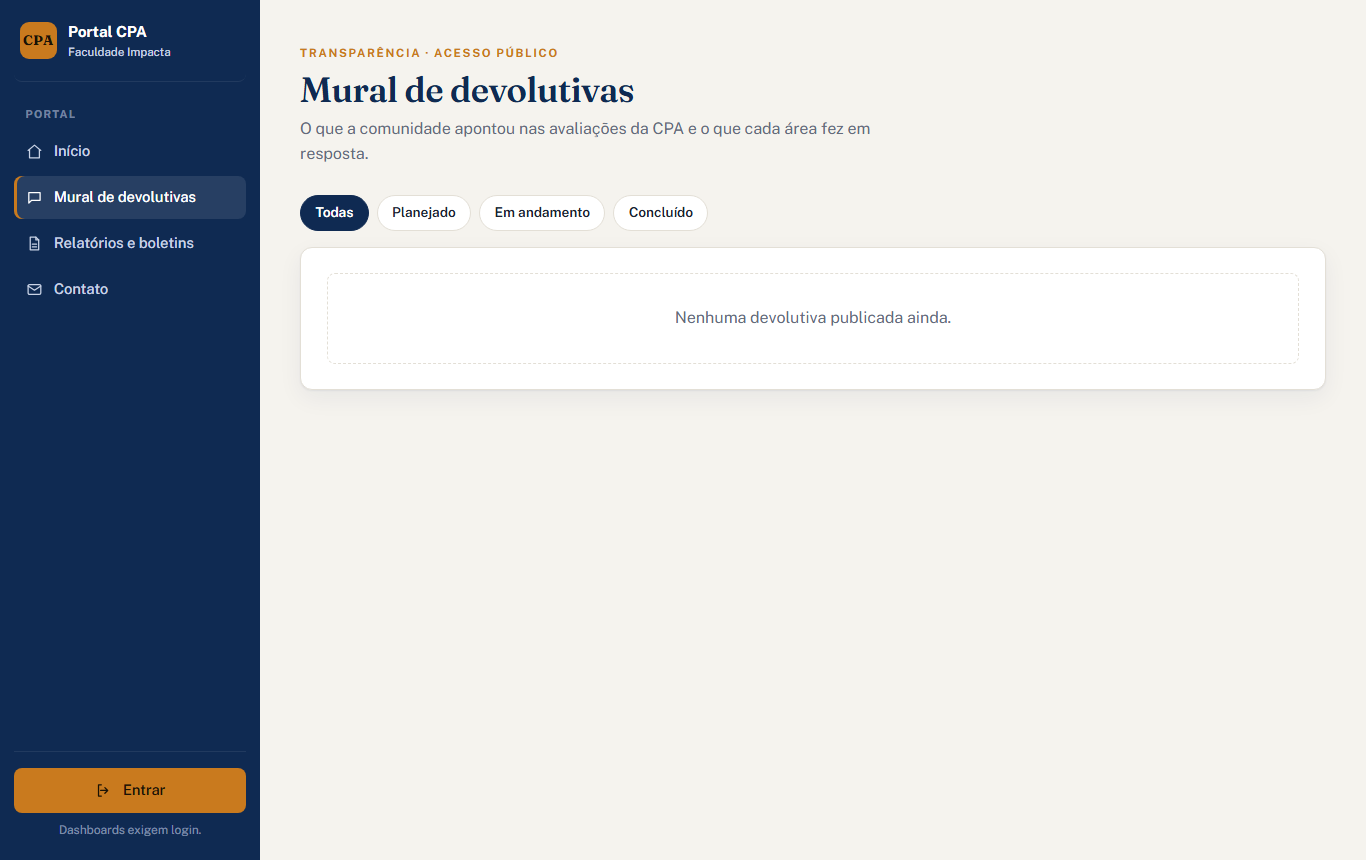 CPA
Portal CPA
Faculdade Impacta
PORTAL
Início
Mural de devolutivas
Relatórios e boletins
Contato
Entrar
Dashboards exigem login.
TRANSPARÊNCIA · ACESSO PÚBLICO
Mural de devolutivas
O que a comunidade apontou nas avaliações da CPA e o que cada área fez em
resposta.
Todas
Planejado
Em andamento
Concluído
Nenhuma devolutiva publicada ainda.